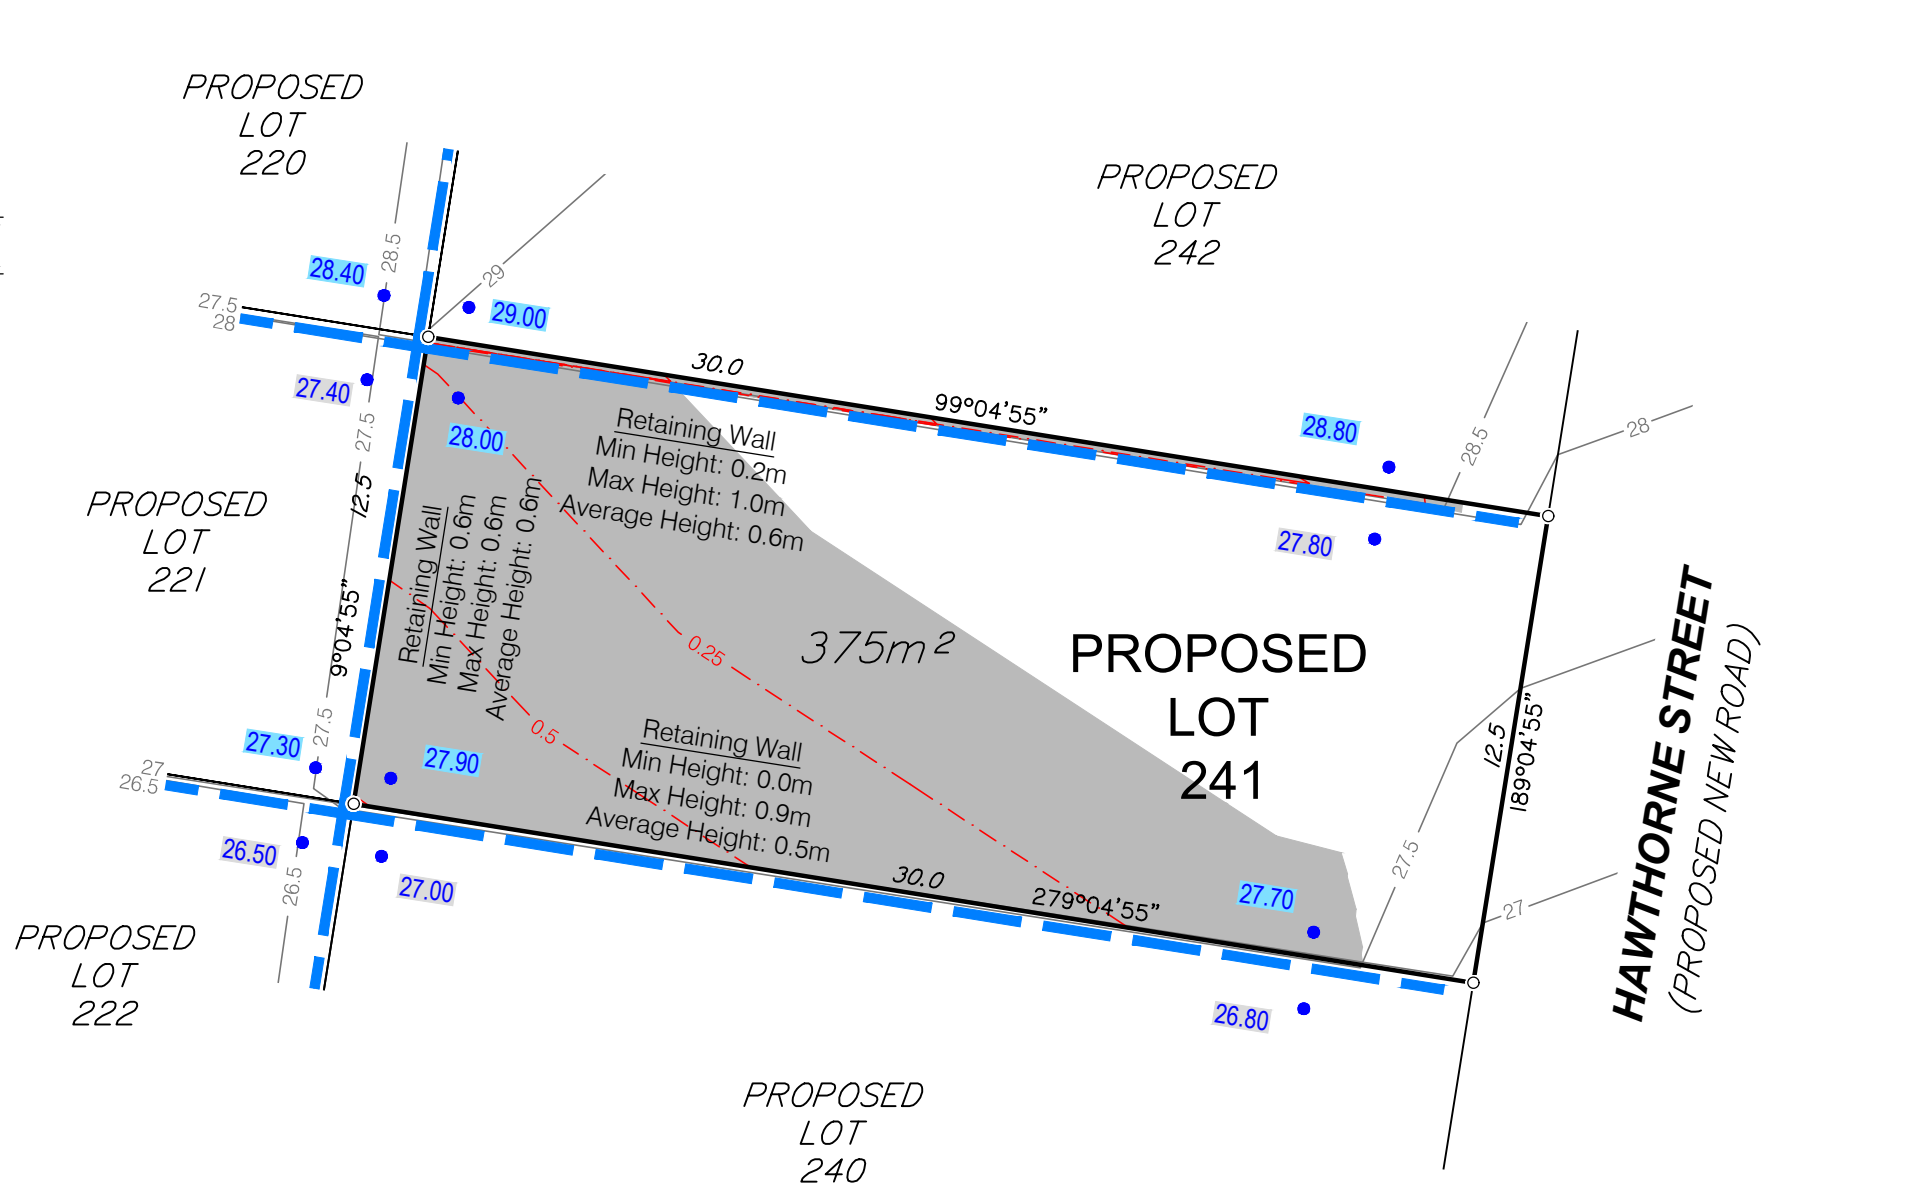 PROPOSED
LOT
220
PROPOSED
LOT
242
28.5
29
28.40
29.00
27.5
28
30.0
99°04'55"
28.80
28.5
28
27.40
28.00
27.5
12.5
9°04'55"
27.5
Retaining Wall
Min Height: 0.2m
Max Height: 1.0m
Average Height: 0.6m
27.80
PROPOSED
LOT
221
Retaining Wall
Min Height: 0.6m
Max Height: 0.6m
Average Height: 0.6m
0.25
375m²
PROPOSED
LOT
241
HAWTHORNE STREET
(PROPOSED NEW ROAD)
12.5
189°04'55"
0.5
Retaining Wall
Min Height: 0.0m
Max Height: 0.9m
Average Height: 0.5m
27.30
27.90
27
26.5
26.50
27.00
26.5
30.0
279°04'55"
27.70
27.5
27
26.80
PROPOSED
LOT
222
PROPOSED
LOT
240